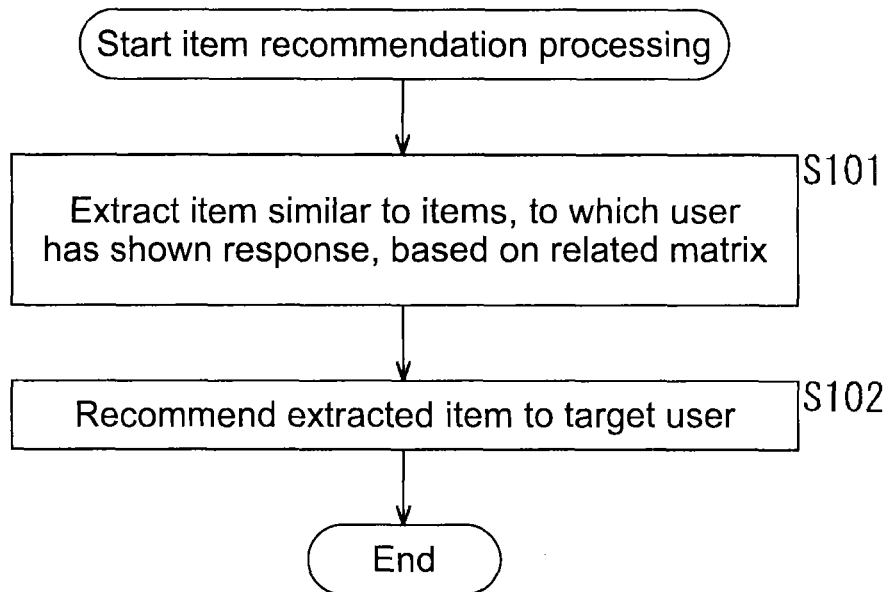 Start item recommendation processing
S101
Extract item similar to items, to which user
has shown response, based on related matrix
S102
Recommend extracted item to target user
End